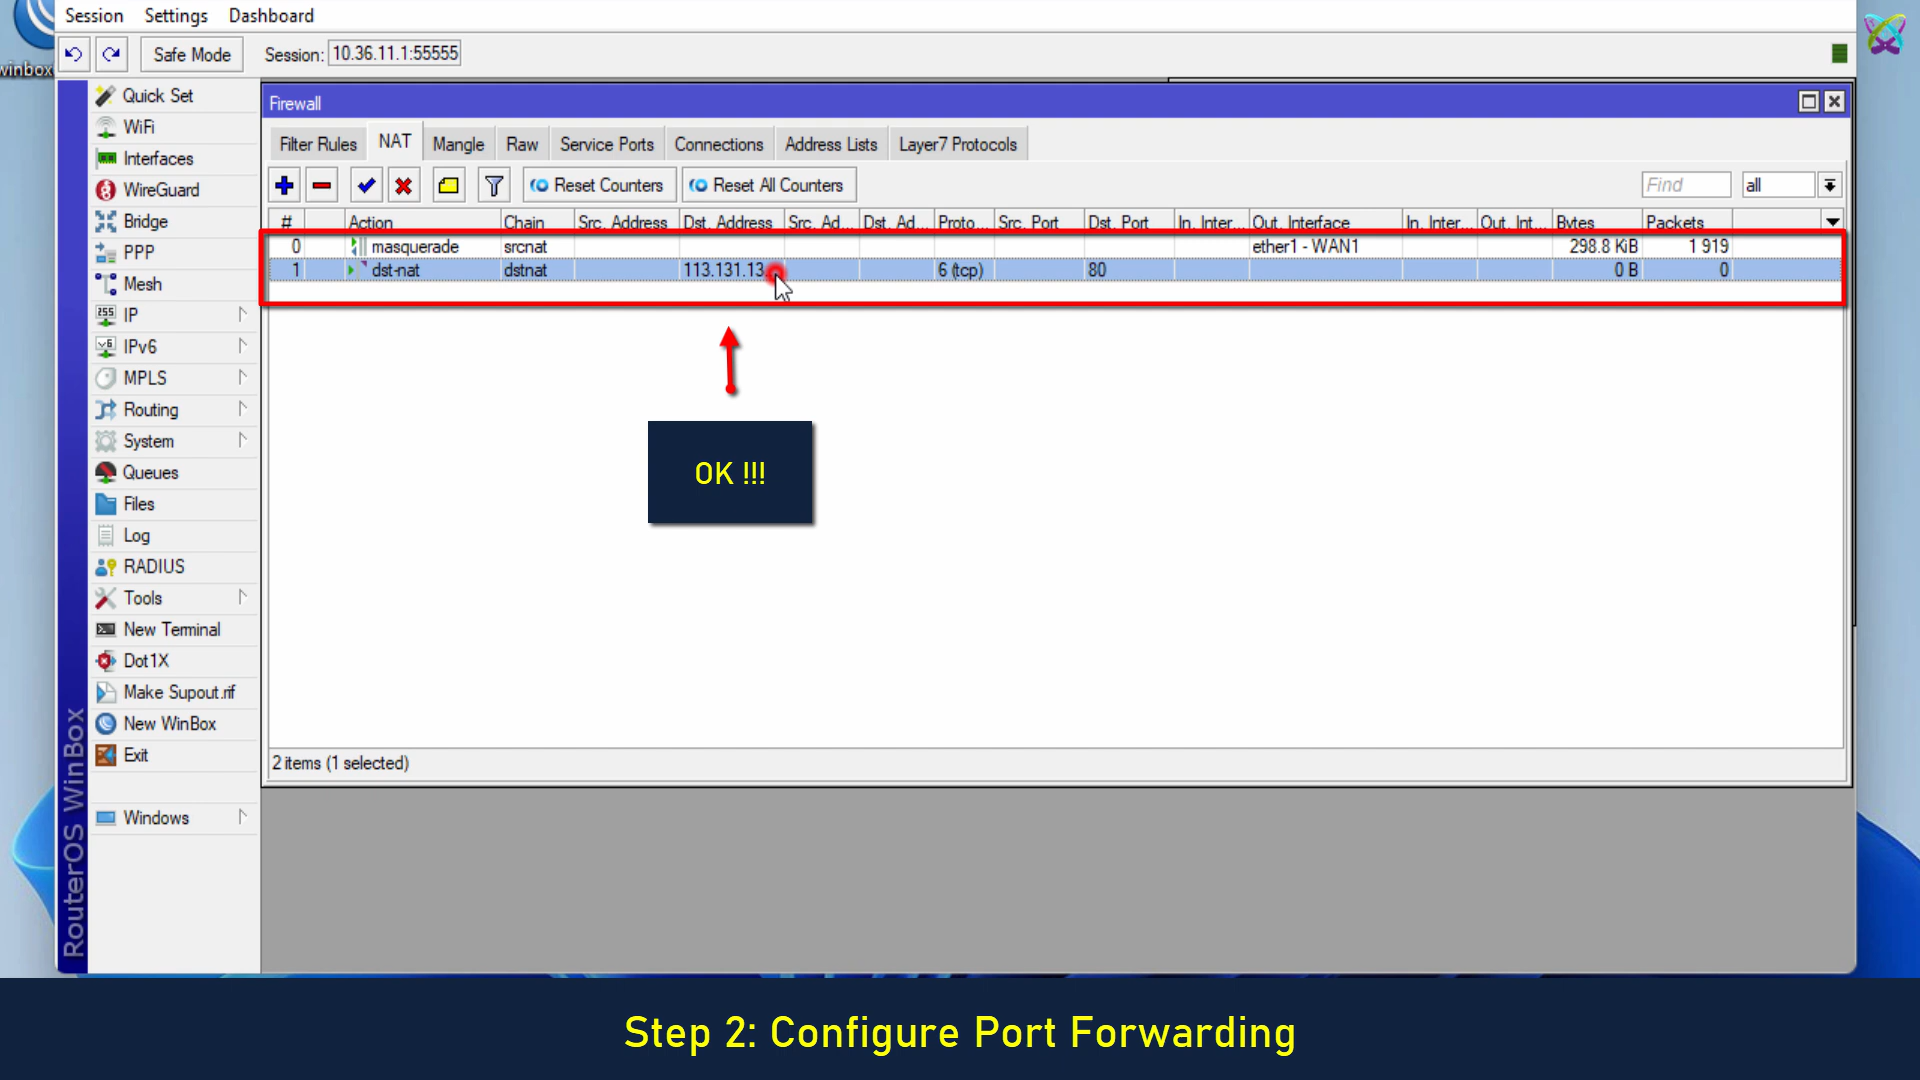 Session Settings Dashboard
Safe Mode Session: 10.36.11.1:55555
winbox
Quick Set
WiFi
Interfaces
WireGuard
Bridge
PPP
Mesh
IP
IPv6
MPLS
Routing
System
Queues
Files
Log
RADIUS
Tools
New Terminal
Dot1X
Make Supout.rif
New WinBox
Exit
Windows
RouterOS WinBox
Firewall
Filter Rules NAT Mangle Raw Service Ports Connections Address Lists Layer7 Protocols
Reset Counters Reset All Counters Find all
# Action Chain Src. Address Dst. Address Src. Ad... Dst. Ad... Proto... Src. Port Dst. Port In. Inter... Out. Interface In. Inter... Out. Int... Bytes Packets
0 masquerade srcnat ether1 - WAN1 298.8 KiB 1 919
1 dst-nat dstnat 113.131.13 6 (tcp) 80 0 B 0
OK !!!
2 items (1 selected)
Step 2: Configure Port Forwarding